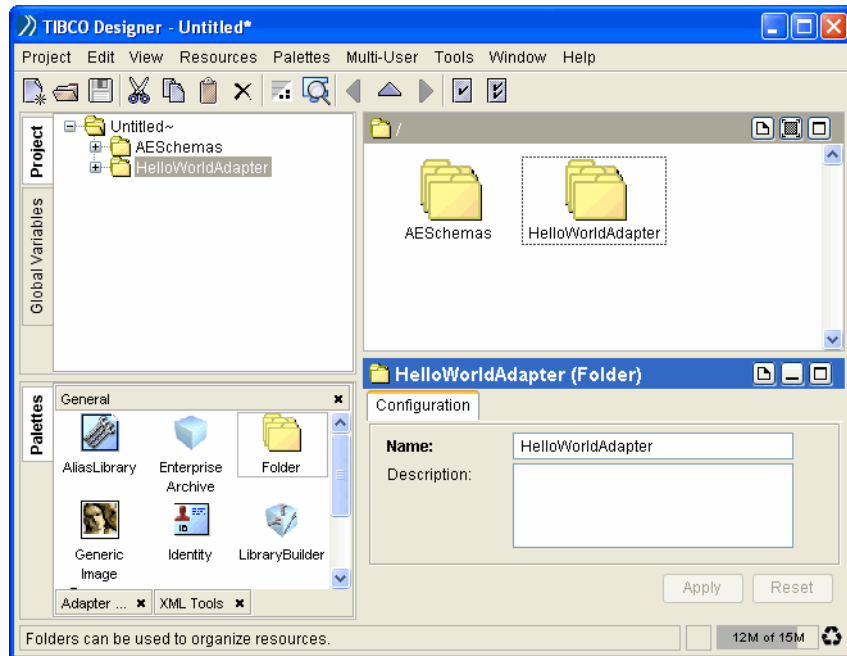 TIBCO Designer - Untitled*
Project Edit View Resources Palettes Multi-User Tools Window Help
Project
Global Variables
Untitled~
AESchemas
HelloWorldAdapter
/
AESchemas
HelloWorldAdapter
Palettes
General
AliasLibrary
Enterprise
Archive
Folder
Generic
Image
Identity
LibraryBuilder
Adapter ...
XML Tools
HelloWorldAdapter (Folder)
Configuration
Name: HelloWorldAdapter
Description:
Apply Reset
Folders can be used to organize resources.
12M of 15M